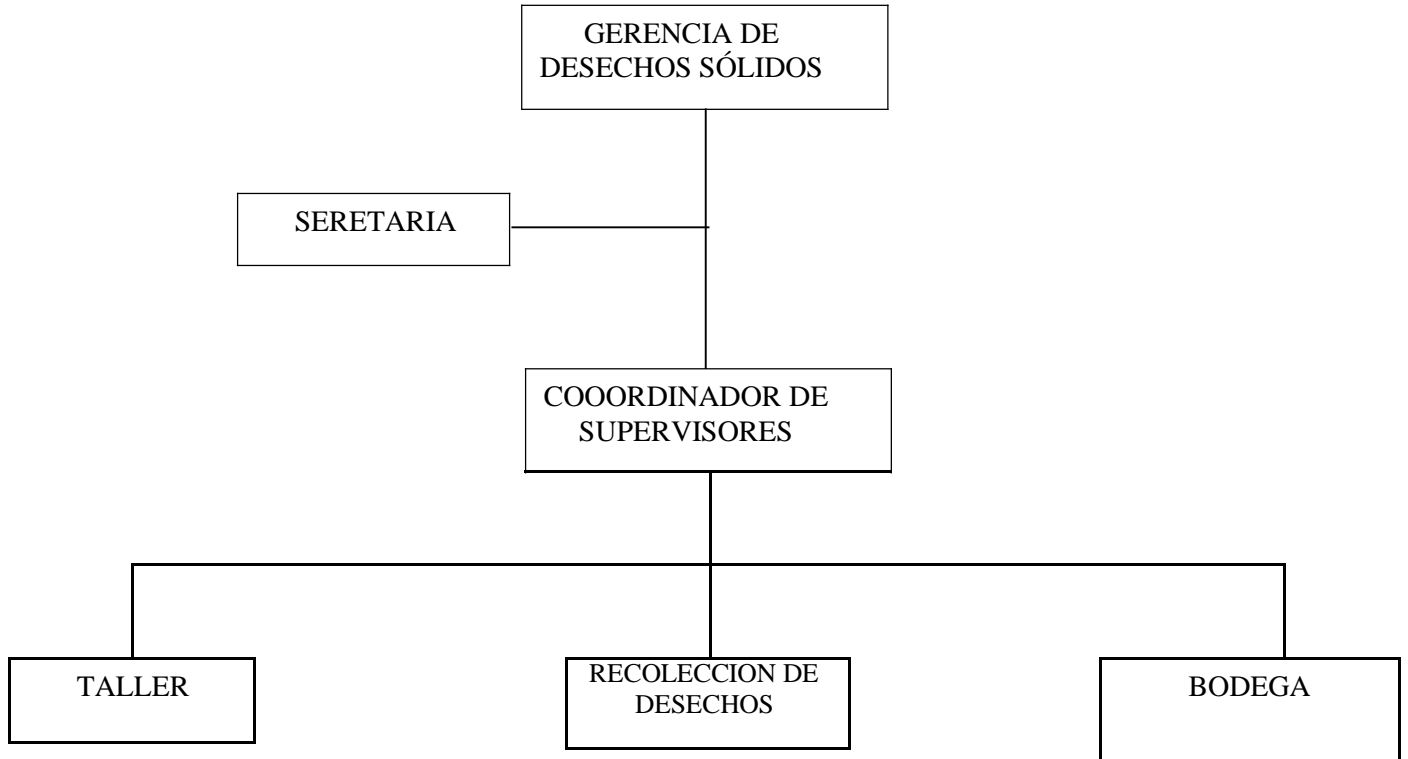 GERENCIA DE
DESECHOS SÓLIDOS
SERETARIA
COOORDINADOR DE
SUPERVISORES
TALLER
RECOLECCION DE
DESECHOS
BODEGA